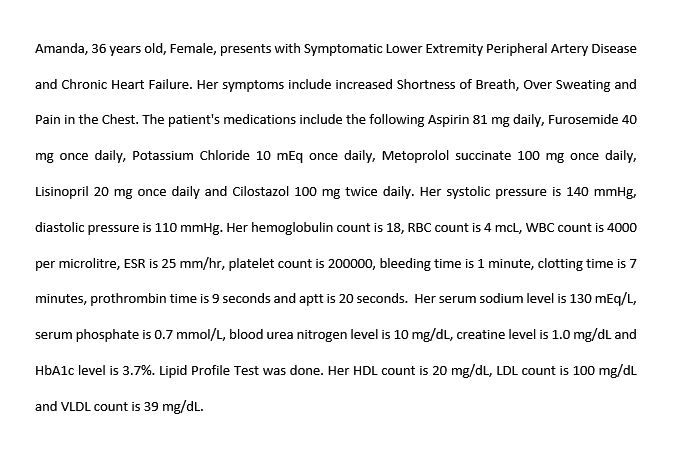 Amanda, 36 years old, Female, presents with Symptomatic Lower Extremity Peripheral Artery Disease
and Chronic Heart Failure. Her symptoms include increased Shortness of Breath, Over Sweating and
Pain in the Chest. The patient's medications include the following Aspirin 81 mg daily, Furosemide 40
mg once daily, Potassium Chloride 10 mEq once daily, Metoprolol succinate 100 mg once daily,
Lisinopril 20 mg once daily and Cilostazol 100 mg twice daily. Her systolic pressure is 140 mmHg,
diastolic pressure is 110 mmHg. Her hemoglobulin count is 18, RBC count is 4 mcL, WBC count is 4000
per microlitre, ESR is 25 mm/hr, platelet count is 200000, bleeding time is 1 minute, clotting time is 7
minutes, prothrombin time is 9 seconds and aptt is 20 seconds. Her serum sodium level is 130 mEq/L,
serum phosphate is 0.7 mmol/L, blood urea nitrogen level is 10 mg/dL, creatine level is 1.0 mg/dL and
HbA1c level is 3.7%. Lipid Profile Test was done. Her HDL count is 20 mg/dL, LDL count is 100 mg/dL
and VLDL count is 39 mg/dL.